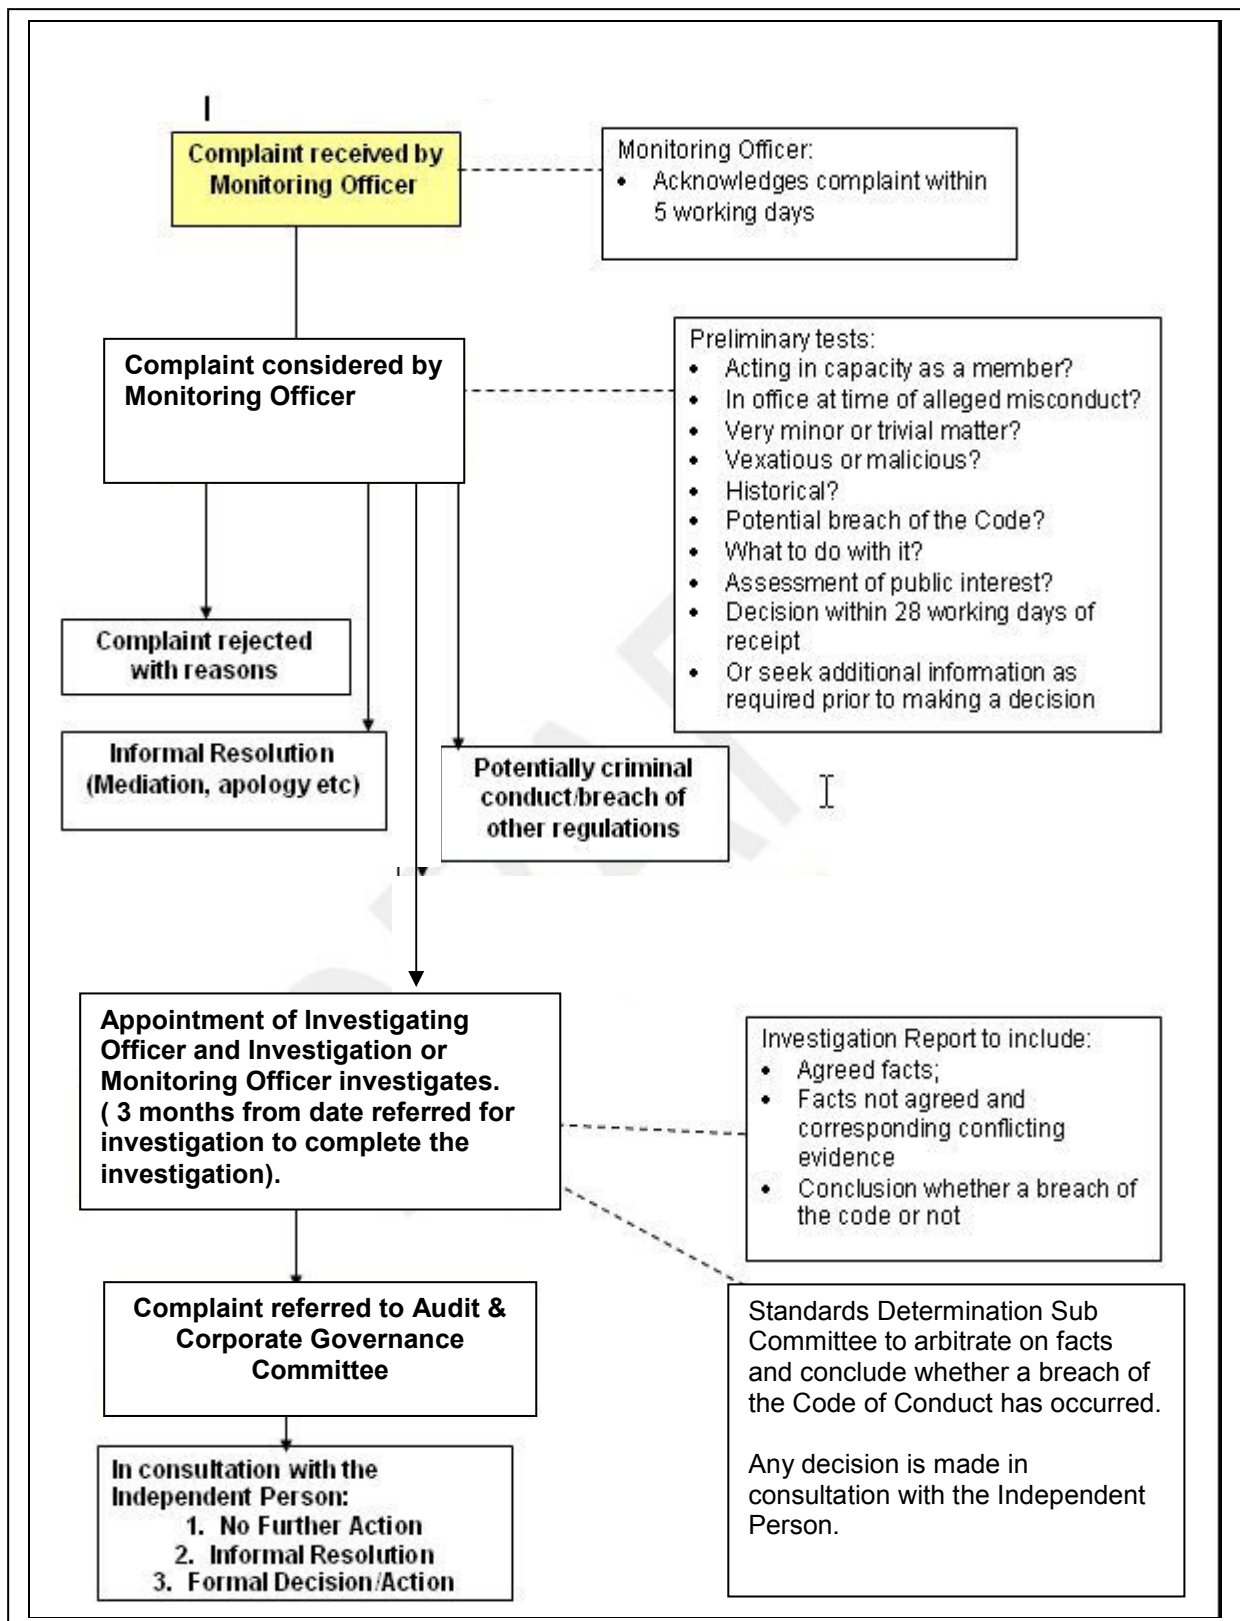 Complaint received by
Monitoring Officer
Monitoring Officer:
• Acknowledges complaint within
5 working days
Complaint considered by
Monitoring Officer
Preliminary tests:
• Acting in capacity as a member?
• In office at time of alleged misconduct?
• Very minor or trivial matter?
• Vexatious or malicious?
• Historical?
• Potential breach of the Code?
• What to do with it?
• Assessment of public interest?
• Decision within 28 working days of
receipt
• Or seek additional information as
required prior to making a decision
Complaint rejected
with reasons
Informal Resolution
(Mediation, apology etc)
Potentially criminal
conduct/breach of
other regulations
Appointment of Investigating
Officer and Investigation or
Monitoring Officer investigates.
( 3 months from date referred for
investigation to complete the
investigation).
Investigation Report to include:
• Agreed facts;
• Facts not agreed and
corresponding conflicting
evidence
• Conclusion whether a breach of
the code or not
Complaint referred to Audit &
Corporate Governance
Committee
Standards Determination Sub
Committee to arbitrate on facts
and conclude whether a breach of
the Code of Conduct has occurred.
Any decision is made in
consultation with the Independent
Person.
In consultation with the
Independent Person:
1. No Further Action
2. Informal Resolution
3. Formal Decision/Action